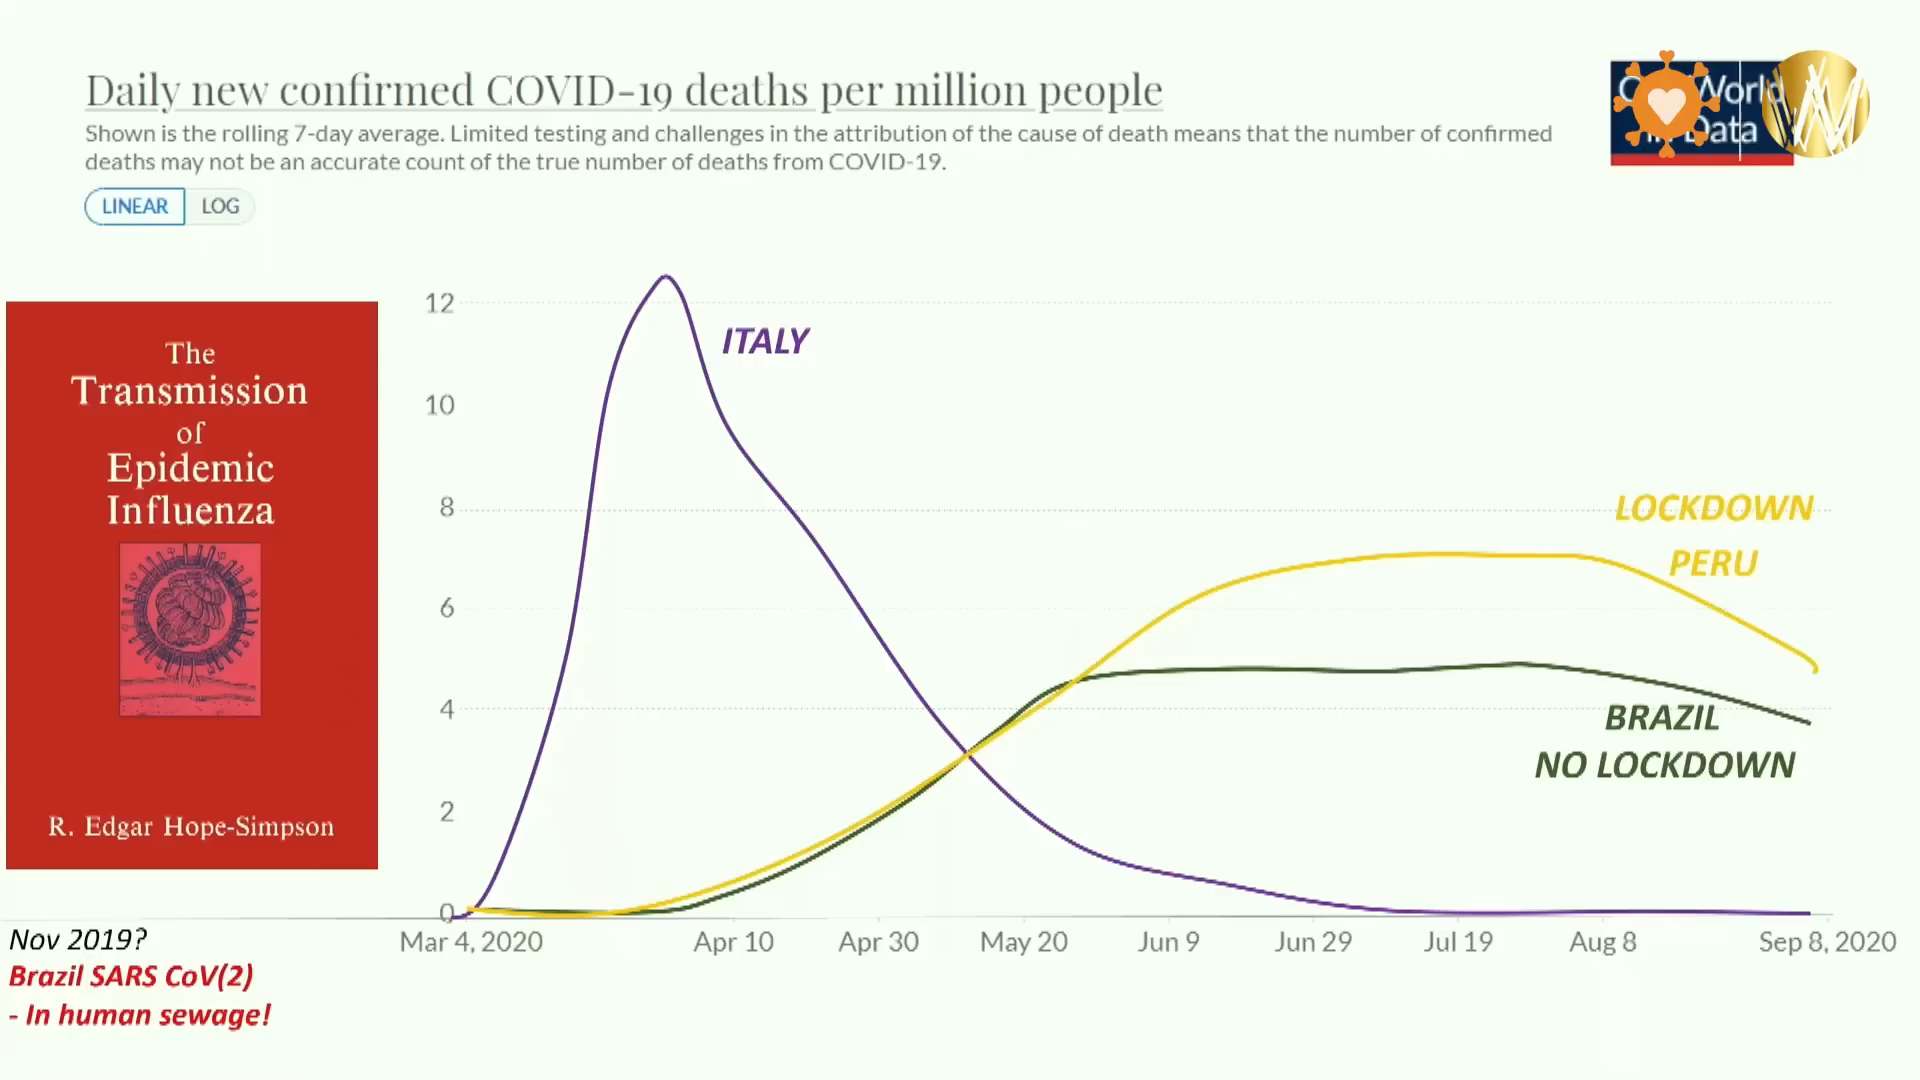 Daily new confirmed COVID-19 deaths per million people
Shown is the rolling 7-day average. Limited testing and challenges in the attribution of the cause of death means that the number of confirmed
deaths may not be an accurate count of the true number of deaths from COVID-19.
LINEAR LOG
World
Data
The
Transmission
of
Epidemic
Influenza
R. Edgar Hope-Simpson
12
10
8
6
4
2
0
ITALY
LOCKDOWN
PERU
BRAZIL
NO LOCKDOWN
Mar 4, 2020 Apr 10 Apr 30 May 20 Jun 9 Jun 29 Jul 19 Aug 8 Sep 8, 2020
Nov 2019?
Brazil SARS CoV(2)
- In human sewage!